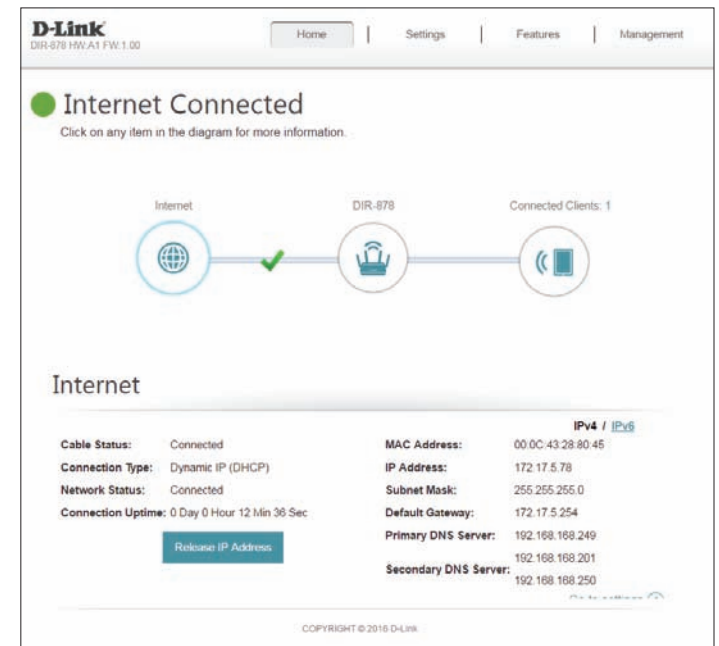 D-Link
DIR-878 HW:A1 FW:1.00
Home | Settings | Features | Management
Internet Connected
Click on any item in the diagram for more information.
Internet
DIR-878
Connected Clients: 1
Internet
IPv4 / IPv6
Cable Status: Connected
Connection Type: Dynamic IP (DHCP)
Network Status: Connected
Connection Uptime: 0 Day 0 Hour 12 Min 36 Sec
Release IP Address
MAC Address: 00:0C:43:28:80:45
IP Address: 172.17.5.78
Subnet Mask: 255.255.255.0
Default Gateway: 172.17.5.254
Primary DNS Server: 192.168.168.249
192.168.168.201
Secondary DNS Server:
192.168.168.250
Go to settings
COPYRIGHT © 2016 D-Link